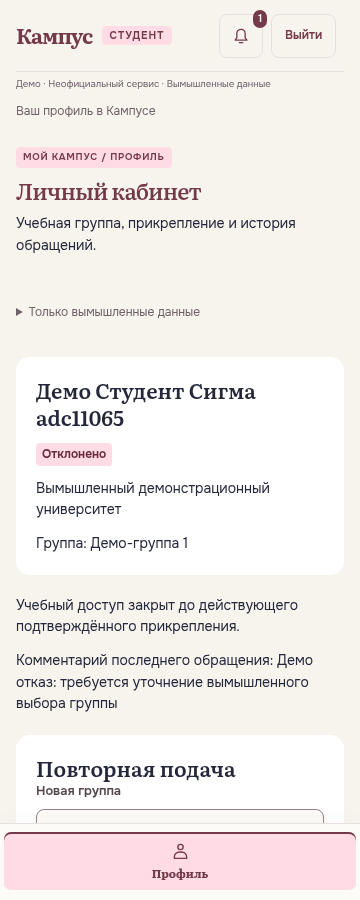 Кампус
СТУДЕНТ
1
Выйти
Демо · Неофициальный сервис · Вымышленные данные
Ваш профиль в Кампусе
МОЙ КАМПУС / ПРОФИЛЬ
Личный кабинет
Учебная группа, прикрепление и история
обращений.
Только вымышленные данные
Демо Студент Сигма
adc11065
Отклонено
Вымышленный демонстрационный
университет
Группа: Демо-группа 1
Учебный доступ закрыт до действующего
подтверждённого прикрепления.
Комментарий последнего обращения: Демо
отказ: требуется уточнение вымышленного
выбора группы
Повторная подача
Новая группа
Профиль